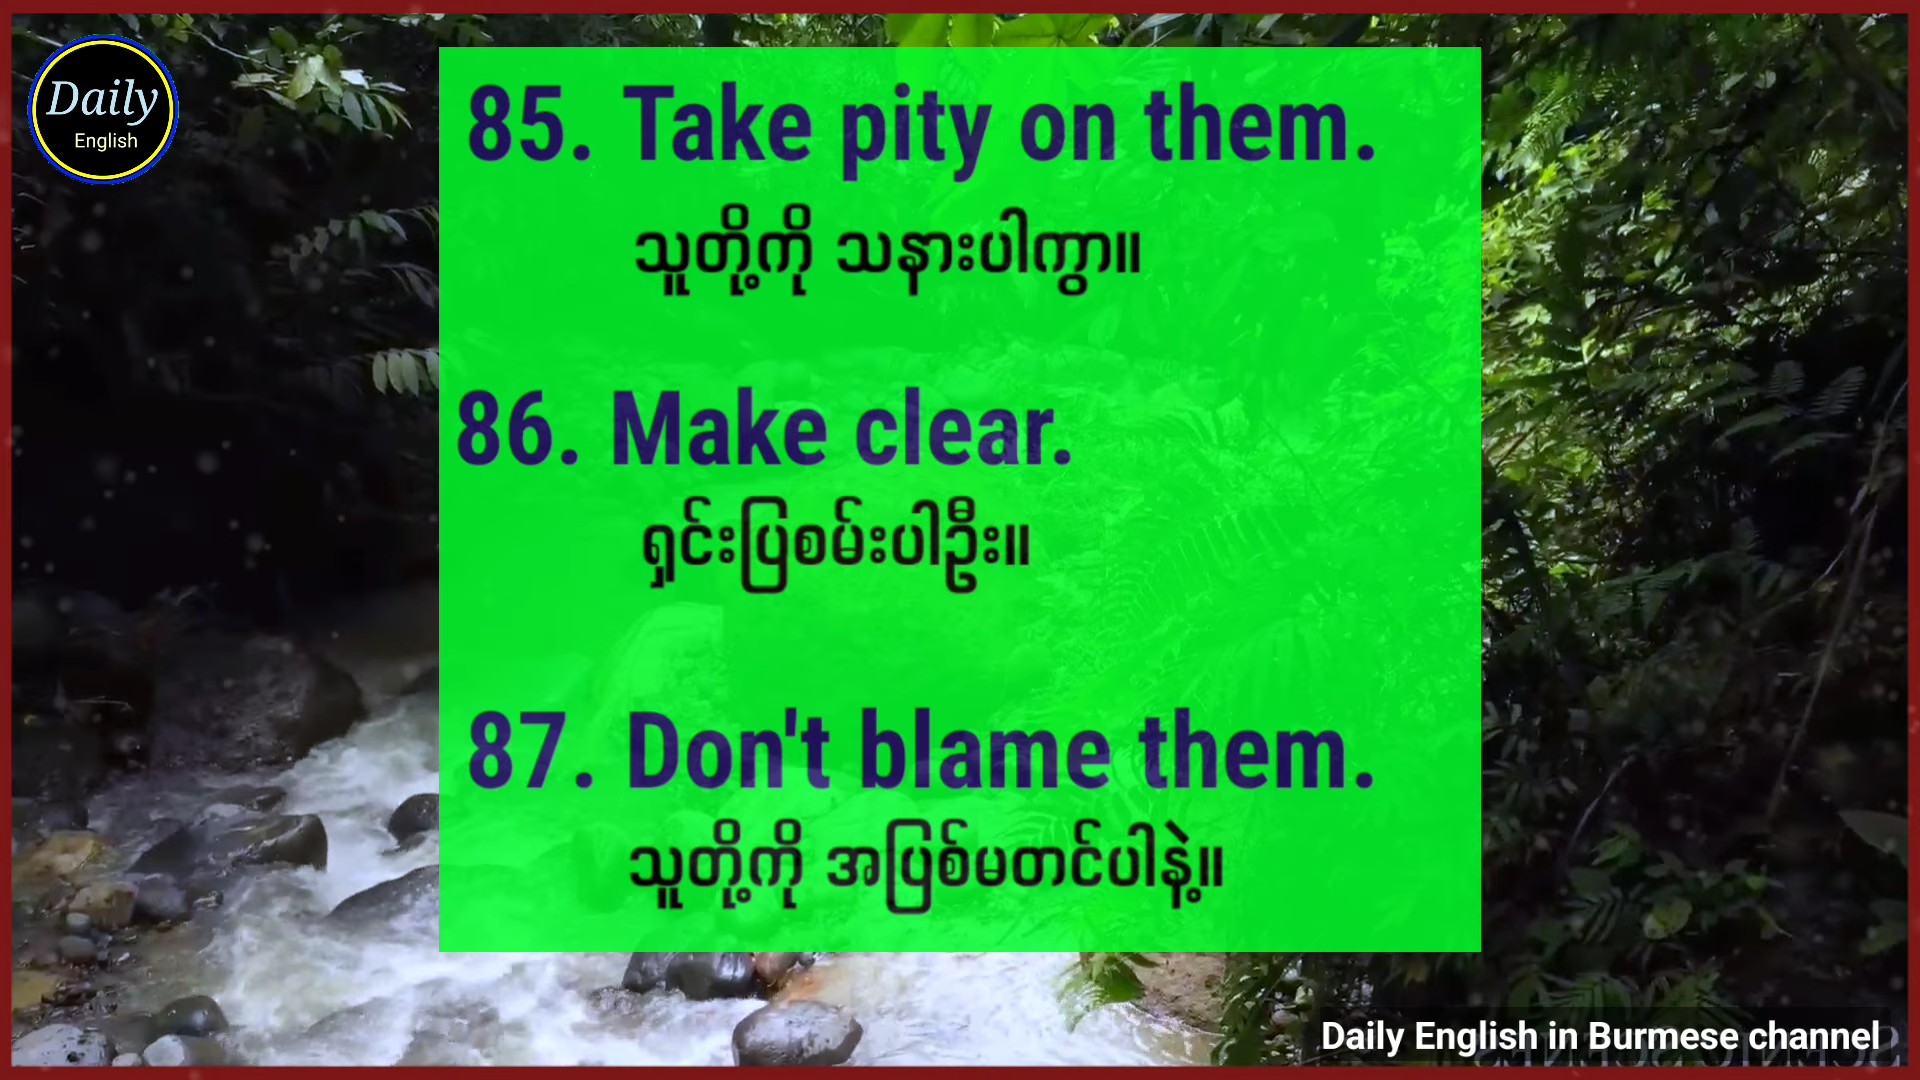 Daily
English
85. Take pity on them.
သူတို့ကို သနားပါကွာ။
86. Make clear.
ရှင်းပြစမ်းပါဦး။
87. Don't blame them.
သူတို့ကို အပြစ်မတင်ပါနဲ့။
Daily English in Burmese channel